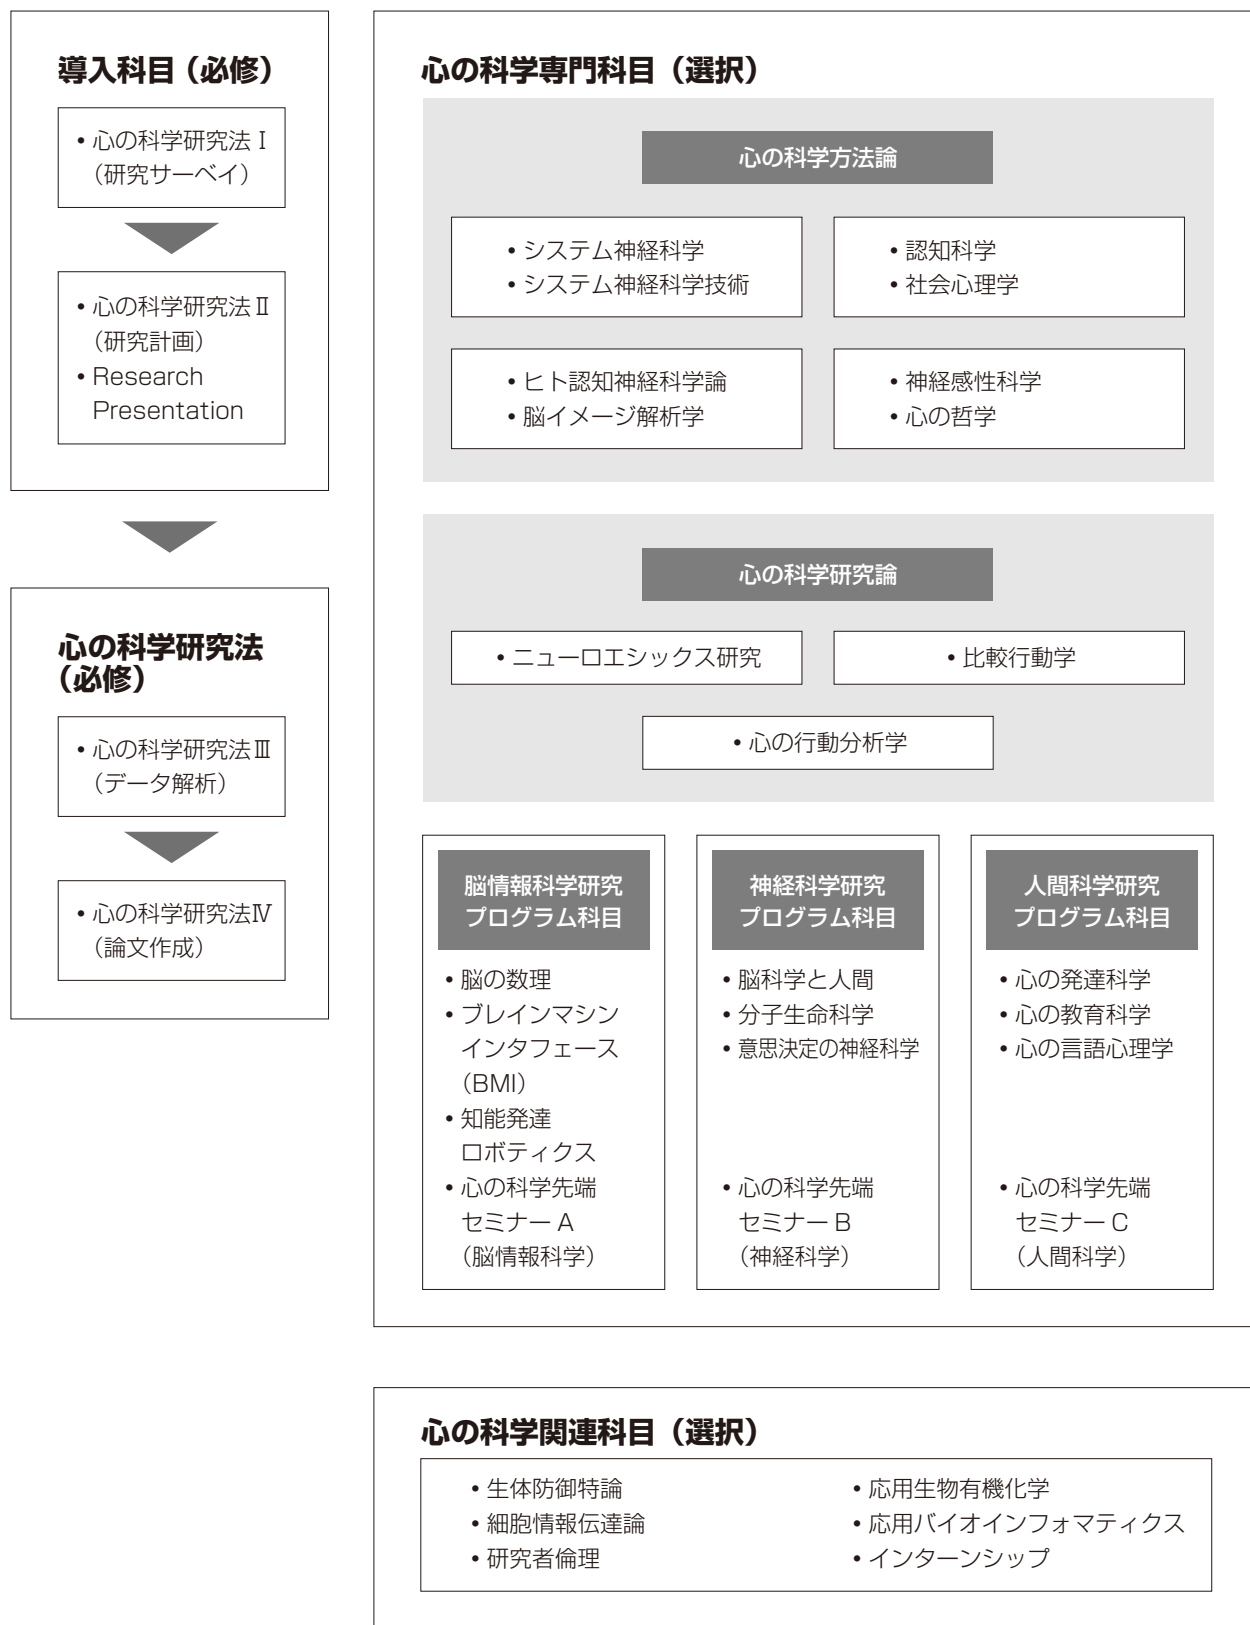 導入科目（必修）
• 心の科学研究法Ⅰ
（研究サーベイ）
• 心の科学研究法Ⅱ
（研究計画）
• Research
Presentation
心の科学研究法
（必修）
• 心の科学研究法Ⅲ
（データ解析）
• 心の科学研究法Ⅳ
（論文作成）
心の科学専門科目（選択）
心の科学方法論
• システム神経科学
• システム神経科学技術
• 認知科学
• 社会心理学
• ヒト認知神経科学論
• 脳イメージ解析学
• 神経感性科学
• 心の哲学
心の科学研究論
• ニューロエシックス研究
• 比較行動学
• 心の行動分析学
脳情報科学研究
プログラム科目
• 脳の数理
• ブレインマシン
インタフェース
（BMI）
• 知能発達
ロボティクス
• 心の科学先端
セミナー A
（脳情報科学）
神経科学研究
プログラム科目
• 脳科学と人間
• 分子生命科学
• 意思決定の神経科学
• 心の科学先端
セミナー B
（神経科学）
人間科学研究
プログラム科目
• 心の発達科学
• 心の教育科学
• 心の言語心理学
• 心の科学先端
セミナー C
（人間科学）
心の科学関連科目（選択）
• 生体防御特論
• 細胞情報伝達論
• 研究者倫理
• 応用生物有機化学
• 応用バイオインフォマティクス
• インターンシップ